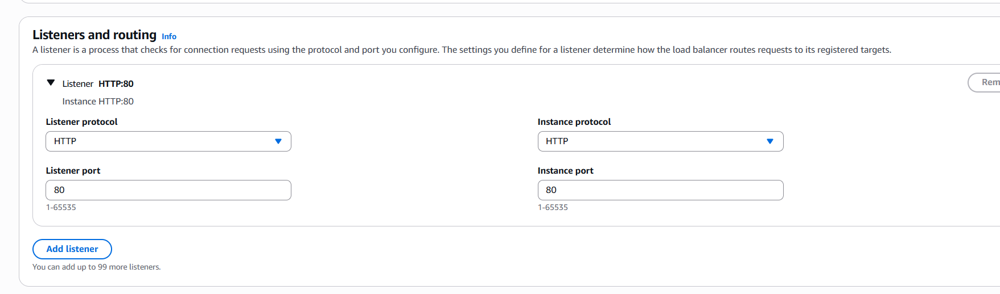 Listeners and routing Info
A listener is a process that checks for connection requests using the protocol and port you configure. The settings you define for a listener determine how the load balancer routes requests to its registered targets.
Listener HTTP:80
Rem
Instance HTTP:80
Listener protocol
Instance protocol
HTTP
HTTP
Listener port
Instance port
80
80
1-65535
1-65535
Add listener
You can add up to 99 more listeners.